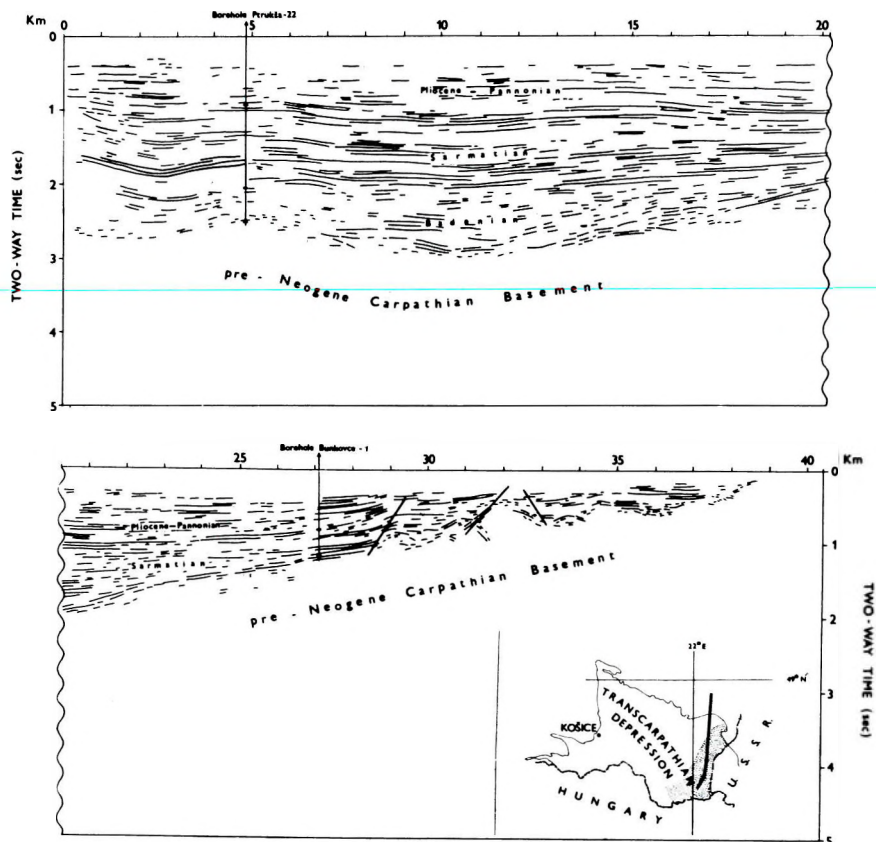 Borehole Ptrukša-22
Km 0 5 10 15 20
0
1
2
3
4
5
TWO-WAY TIME (sec)
Pliocene - Pannonian
Sarmatian
Badenian
pre - Neogene Carpathian Basement
Borehole Bunkovce - 1
25 30 35 40 Km
0
1
2
3
4
5
TWO-WAY TIME (sec)
Pliocene-Pannonian
Sarmatian
pre - Neogene Carpathian Basement
22° E
49° N
TRANSCARPATHIAN
DEPRESSION
KOŠICE
U. S. S. R.
HUNGARY